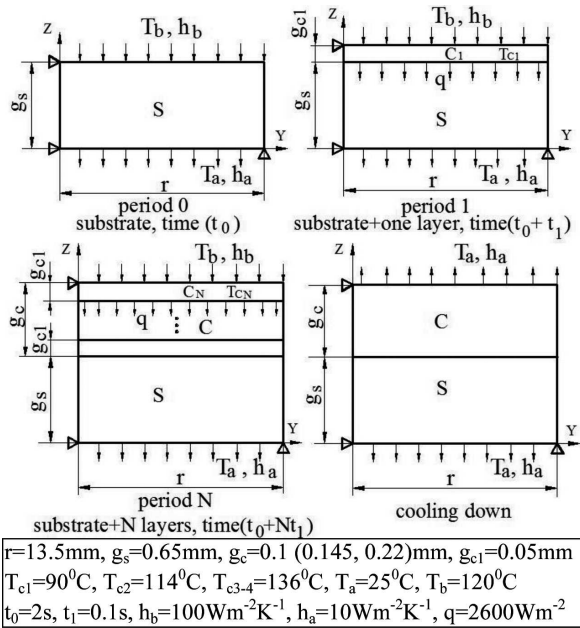 Z
T_b, h_b
g_s
S
Y
T_a, h_a
r
period 0
substrate, time (t_0)
Z
T_b, h_b
g_c1
C_1 T_C1
q
g_s
S
Y
T_a, h_a
r
period 1
substrate+one layer, time(t_0+ t_1)
Z
T_b, h_b
g_c1
C_N T_CN
q
C
g_c
g_c1
g_s
S
Y
T_a, h_a
r
period N
substrate+N layers, time(t_0+Nt_1)
T_a, h_a
g_c
C
g_s
S
T_a, h_a
r
cooling down
r=13.5mm, g_s=0.65mm, g_c=0.1 (0.145, 0.22)mm, g_c1=0.05mm
T_c1=90^0C, T_c2=114^0C, T_c3-4=136^0C, T_a=25^0C, T_b=120^0C
t_0=2s, t_1=0.1s, h_b=100Wm^-2K^-1, h_a=10Wm^-2K^-1, q=2600Wm^-2